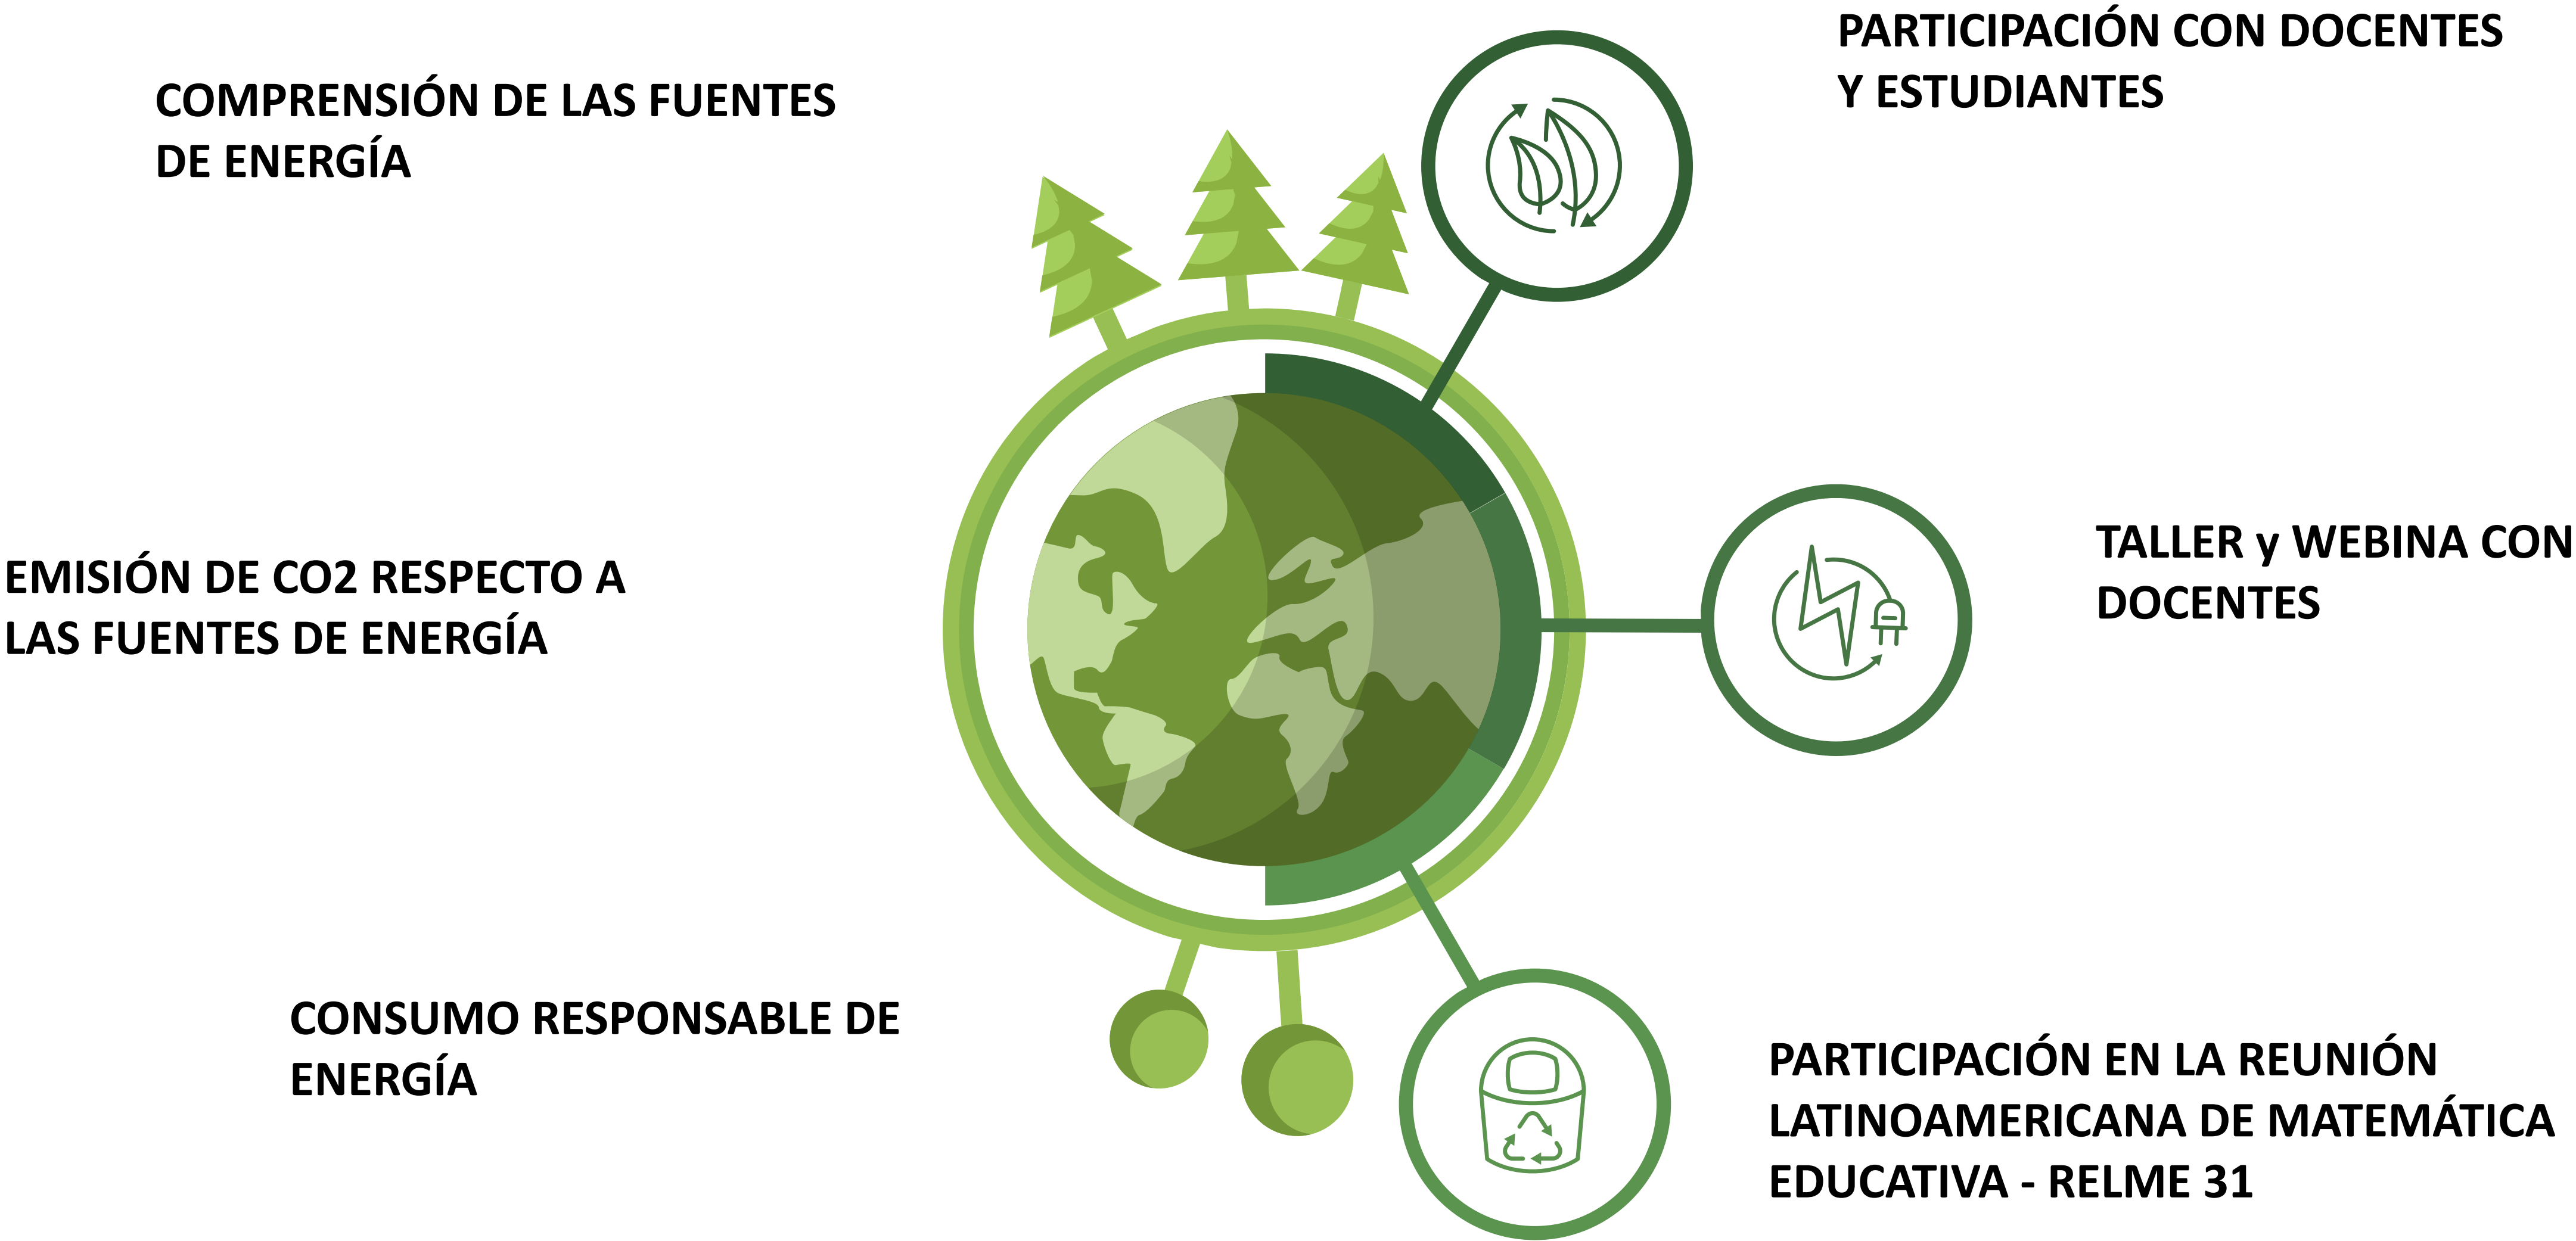 COMPRENSIÓN DE LAS FUENTES
DE ENERGÍA
EMISIÓN DE CO2 RESPECTO A
LAS FUENTES DE ENERGÍA
CONSUMO RESPONSABLE DE
ENERGÍA
PARTICIPACIÓN CON DOCENTES
Y ESTUDIANTES
TALLER y WEBINA CON
DOCENTES
PARTICIPACIÓN EN LA REUNIÓN
LATINOAMERICANA DE MATEMÁTICA
EDUCATIVA - RELME 31